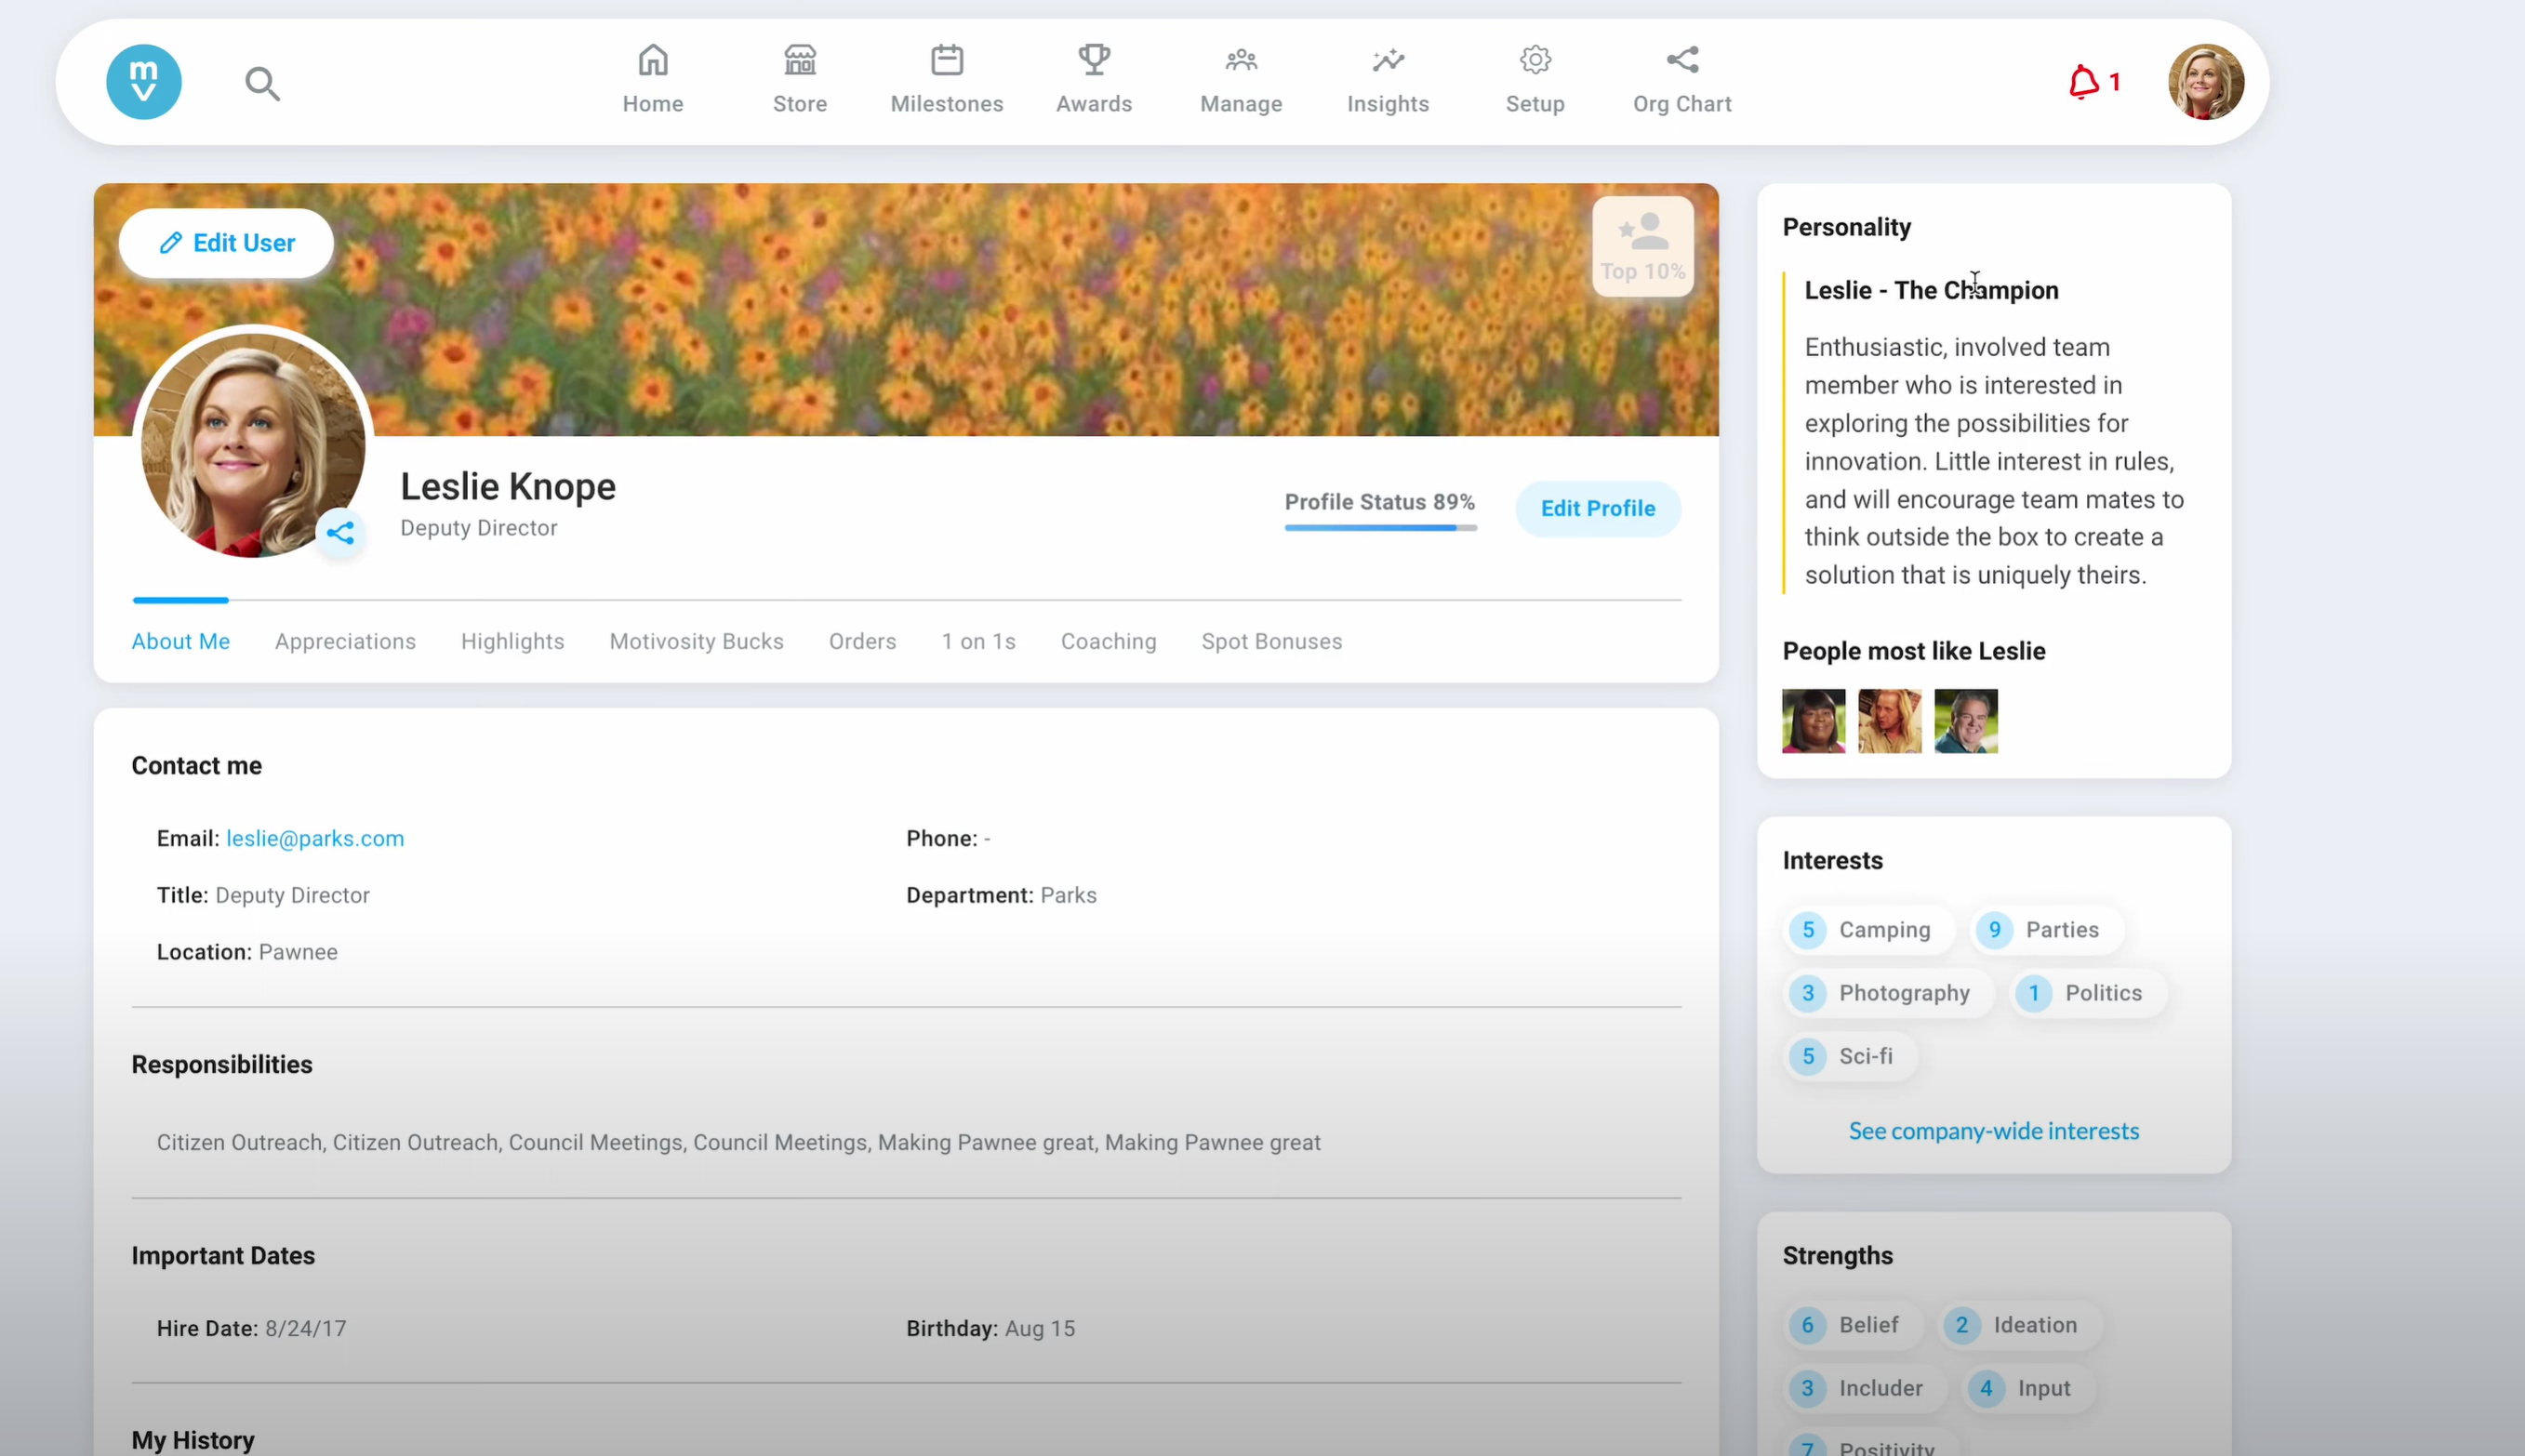 mv
Home
Store
Milestones
Awards
Manage
Insights
Setup
Org Chart
1
Edit User
Top 10%
Leslie Knope
Deputy Director
Profile Status 89%
Edit Profile
About Me
Appreciations
Highlights
Motivosity Bucks
Orders
1 on 1s
Coaching
Spot Bonuses
Contact me
Email: leslie@parks.com
Phone: -
Title: Deputy Director
Department: Parks
Location: Pawnee
Responsibilities
Citizen Outreach, Citizen Outreach, Council Meetings, Council Meetings, Making Pawnee great, Making Pawnee great
Important Dates
Hire Date: 8/24/17
Birthday: Aug 15
My History
Personality
Leslie - The Champion
Enthusiastic, involved team
member who is interested in
exploring the possibilities for
innovation. Little interest in rules,
and will encourage team mates to
think outside the box to create a
solution that is uniquely theirs.
People most like Leslie
Interests
5 Camping
9 Parties
3 Photography
1 Politics
5 Sci-fi
See company-wide interests
Strengths
6 Belief
2 Ideation
3 Includer
4 Input
7 Positivity